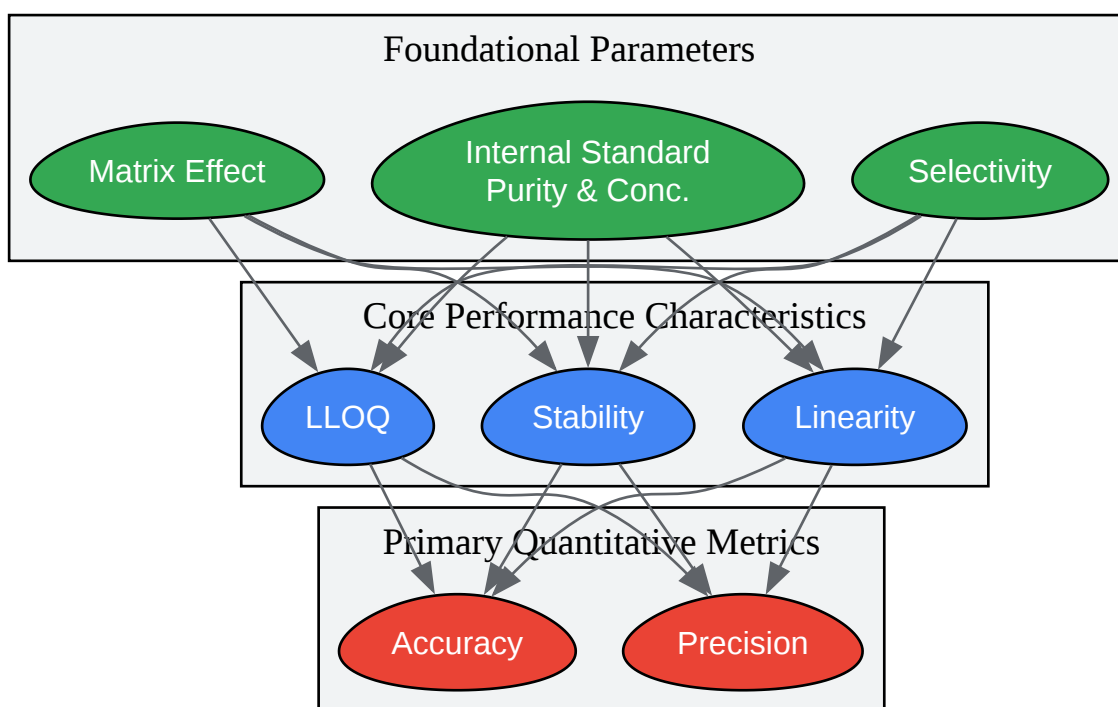 Foundational Parameters
Matrix Effect
Internal Standard
Purity & Conc.
Selectivity
Core Performance Characteristics
LLOQ
Stability
Linearity
Primary Quantitative Metrics
Accuracy
Precision